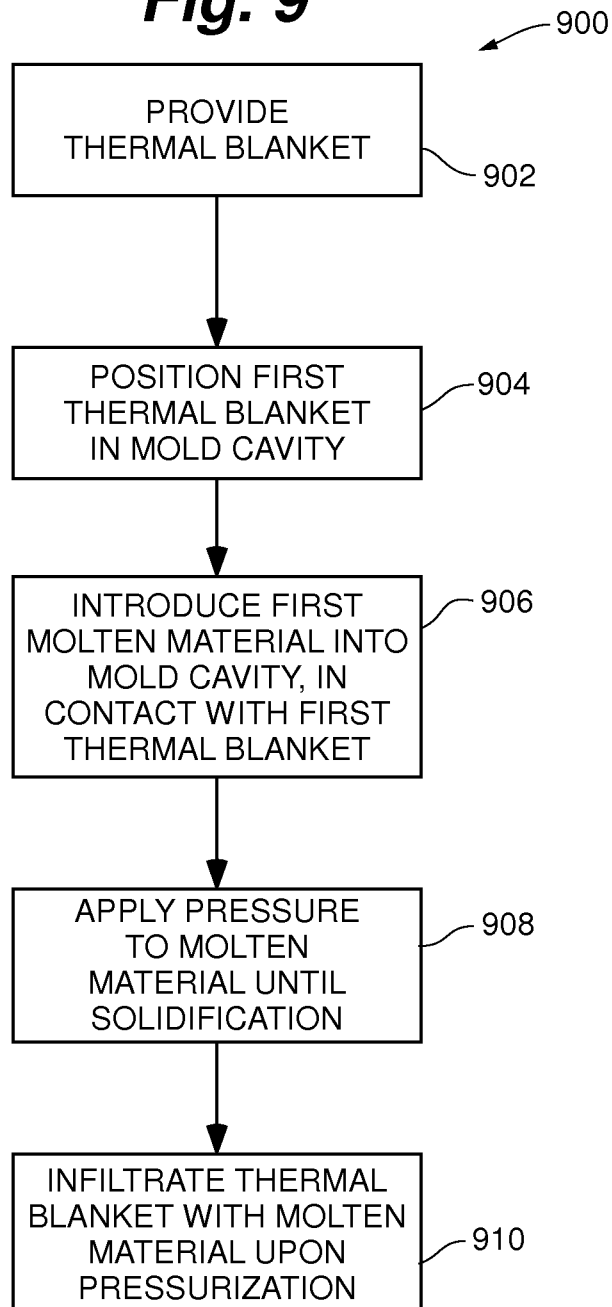 Fig. 9
900
PROVIDE
THERMAL BLANKET
902
POSITION FIRST
THERMAL BLANKET
IN MOLD CAVITY
904
INTRODUCE FIRST
MOLTEN MATERIAL INTO
MOLD CAVITY, IN
CONTACT WITH FIRST
THERMAL BLANKET
906
APPLY PRESSURE
TO MOLTEN
MATERIAL UNTIL
SOLIDIFICATION
908
INFILTRATE THERMAL
BLANKET WITH MOLTEN
MATERIAL UPON
PRESSURIZATION
910